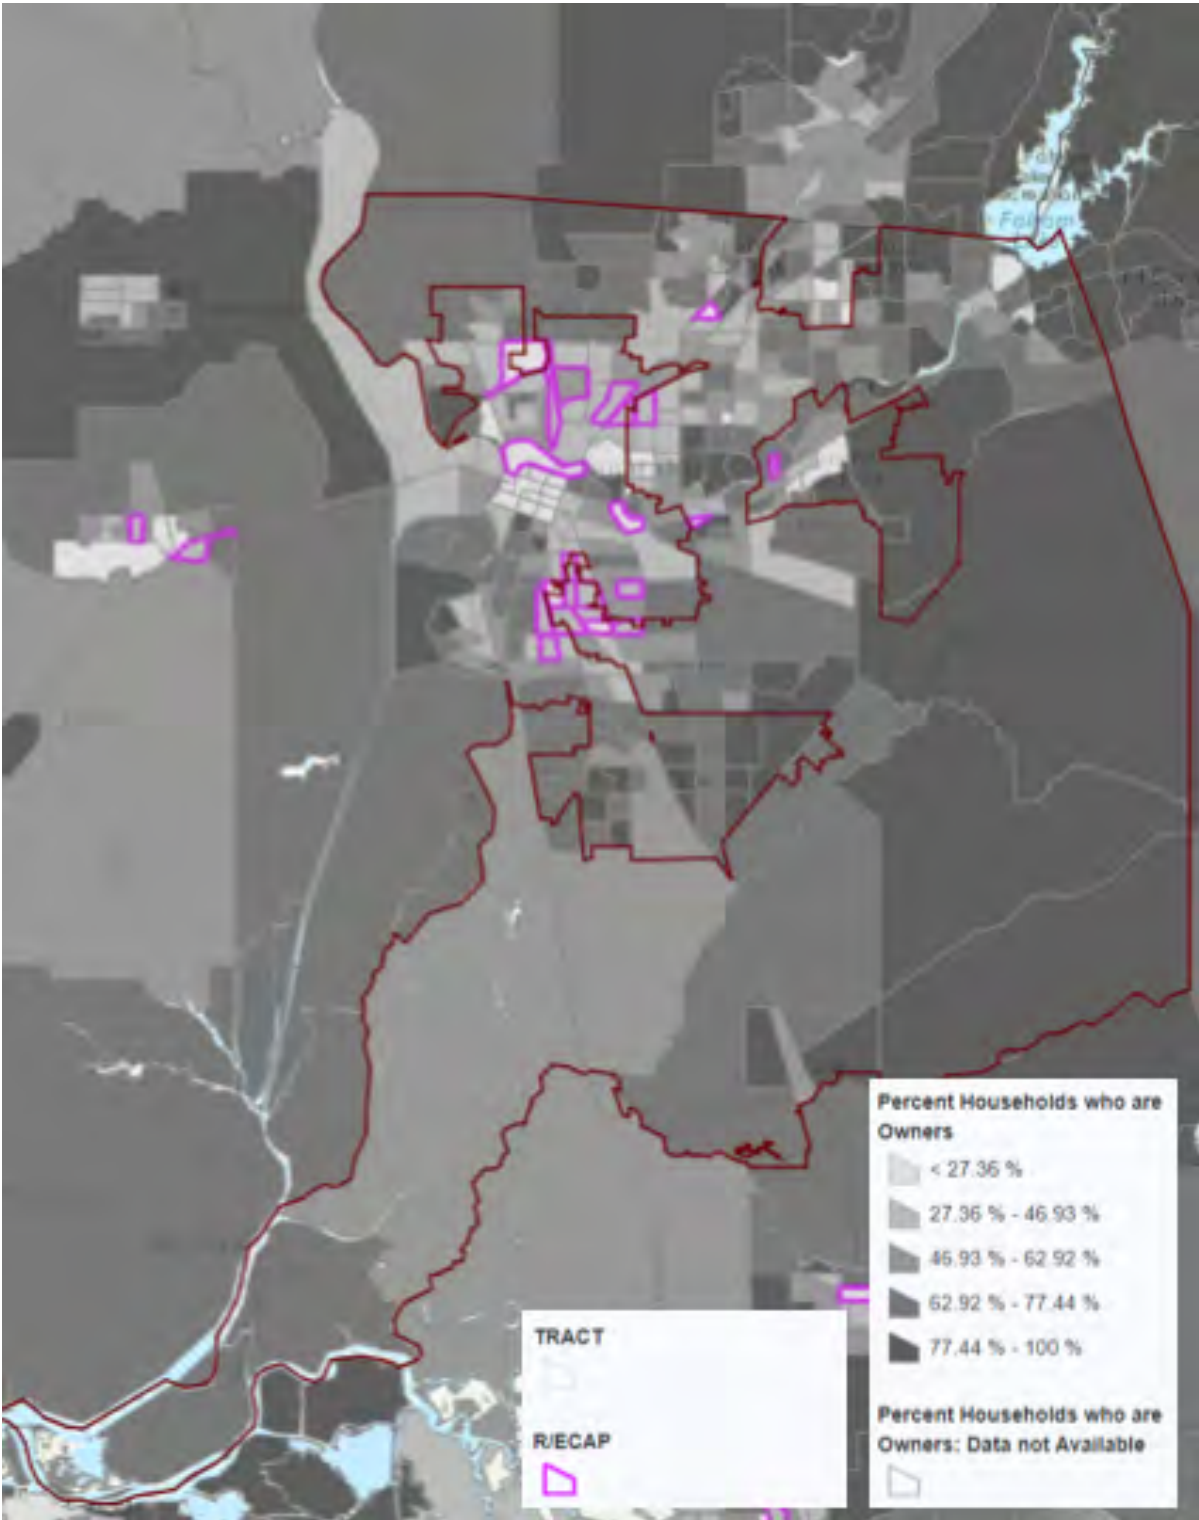 Folsom
Percent Households who are
Owners
< 27.36 %
27.36 % - 46.93 %
46.93 % - 62.92 %
62.92 % - 77.44 %
77.44 % - 100 %
TRACT
R/ECAP
Percent Households who are
Owners: Data not Available